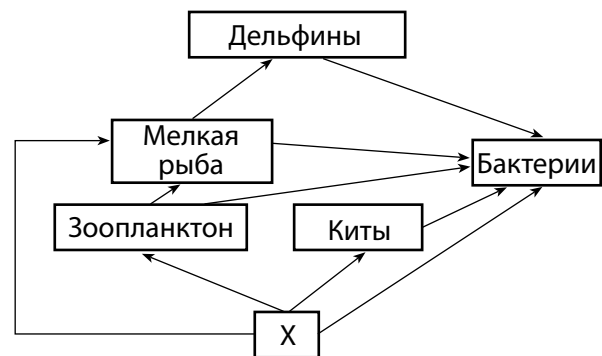 Дельфины
Мелкая
рыба
Бактерии
Зоопланктон
Киты
X